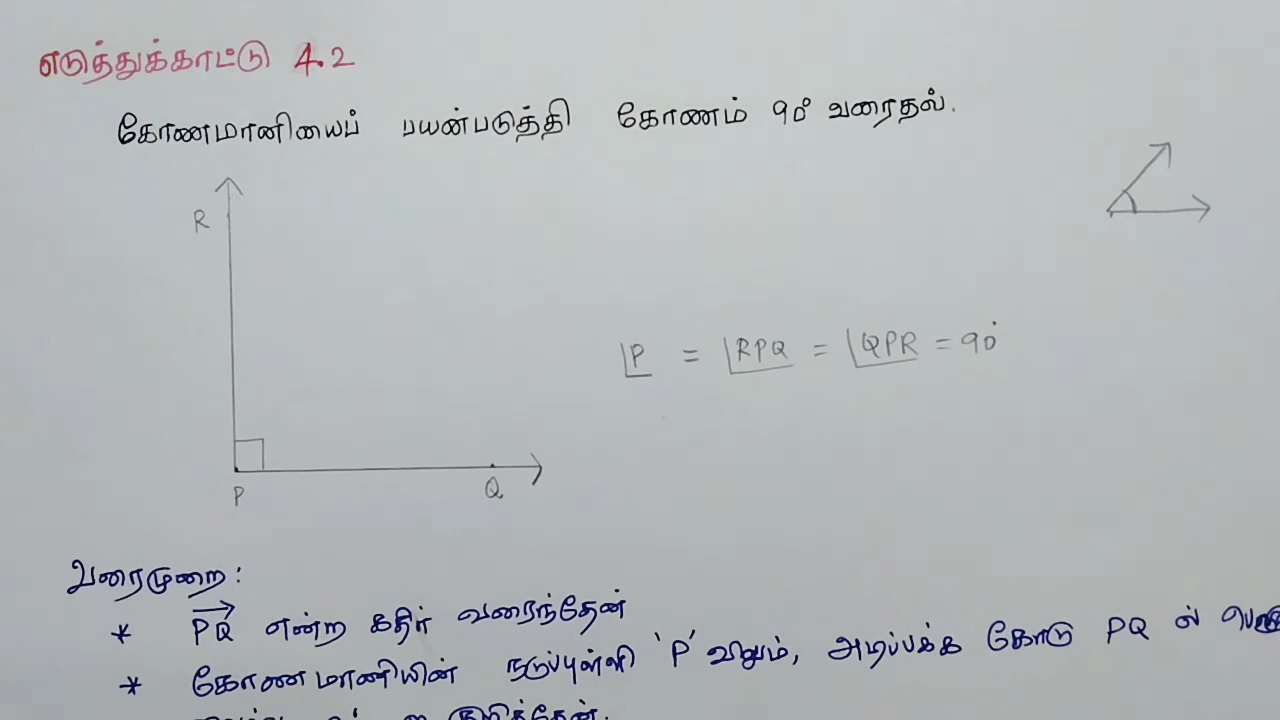 எடுத்துக்காட்டு 4.2
கோணமானியைப் பயன்படுத்தி கோணம் 90° வரைதல்.
R
∠P = ∠RPQ = ∠QPR = 90°
P Q
வரைமுறை:
* PQ என்ற கதிர் வரைந்தேன்
* கோணமானியின் நடுப்புள்ளி 'P' விலும், அடிப்பக்க கோடு PQ ல்
குறித்தேன்.